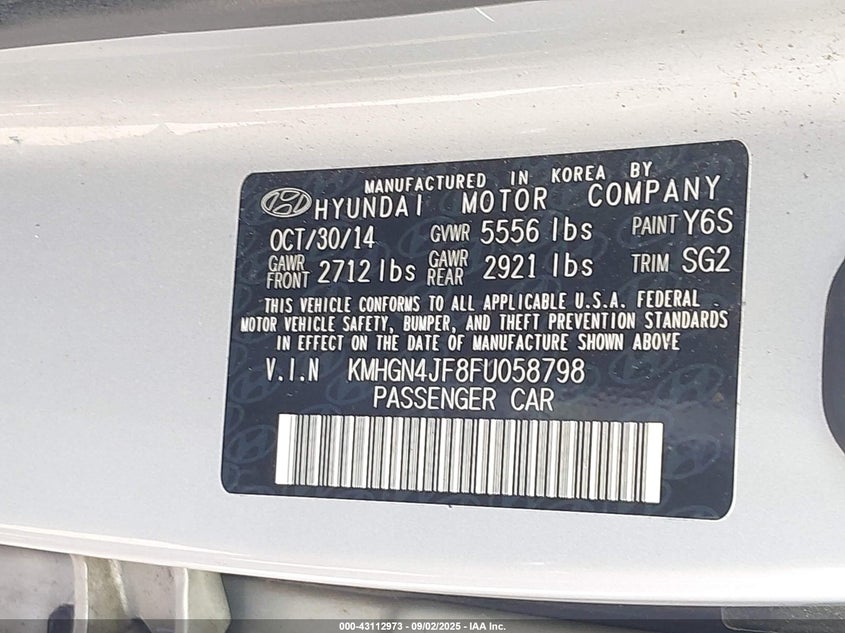 MANUFACTURED IN KOREA BY
HYUNDAI MOTOR COMPANY
OCT/30/14 GVWR 5556 lbs PAINT Y6S
GAWR FRONT 2712 lbs GAWR REAR 2921 lbs TRIM SG2
THIS VEHICLE CONFORMS TO ALL APPLICABLE U.S.A. FEDERAL
MOTOR VEHICLE SAFETY, BUMPER, AND THEFT PREVENTION STANDARDS
IN EFFECT ON THE DATE OF MANUFACTURE SHOWN ABOVE
V.I.N KMHGN4JF8FU058798
PASSENGER CAR
000-43112973 - 09/02/2025 - IAA Inc.